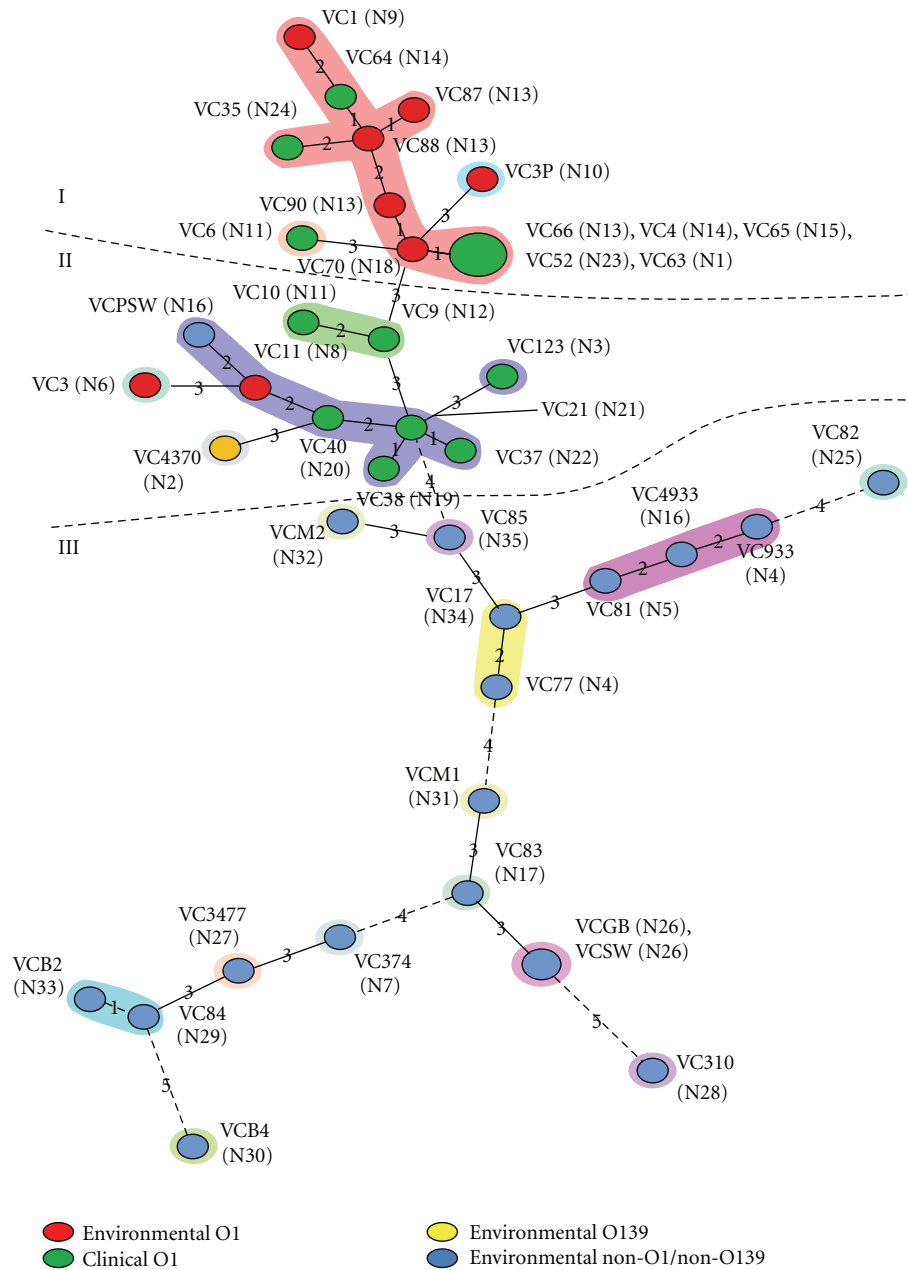 VC1 (N9)
2
VC64 (N14)
VC87 (N13)
VC35 (N24)
1
1
2
VC88 (N13)
2
VC3P (N10)
I
VC90 (N13)
3
VC6 (N11)
1
3
1
VC66 (N13), VC4 (N14), VC65 (N15),
VC52 (N23), VC63 (N1)
II
VC70 (N18)
VC10 (N11)
3
VCPSW (N16)
VC9 (N12)
2
VC11 (N8)
2
VC123 (N3)
VC3 (N6)
3
3
2
3
VC21 (N21)
2
3
1
1
VC4370
(N2)
VC40
(N20)
VC37 (N22)
VC82
(N25)
4
VC38 (N19)
VC4933
(N16)
4
III
VCM2
(N32)
3
VC85
(N35)
2
VC933
(N4)
2
3
VC17
(N34)
3
VC81 (N5)
2
VC77 (N4)
4
VCM1
(N31)
3
VC83
(N17)
VC3477
(N27)
4
3
VCGB (N26),
VCSW (N26)
3
VC374
(N7)
VCB2
(N33)
3
1
VC84
(N29)
5
VC310
(N28)
5
VCB4
(N30)
Environmental O1
Environmental O139
Clinical O1
Environmental non-O1/non-O139